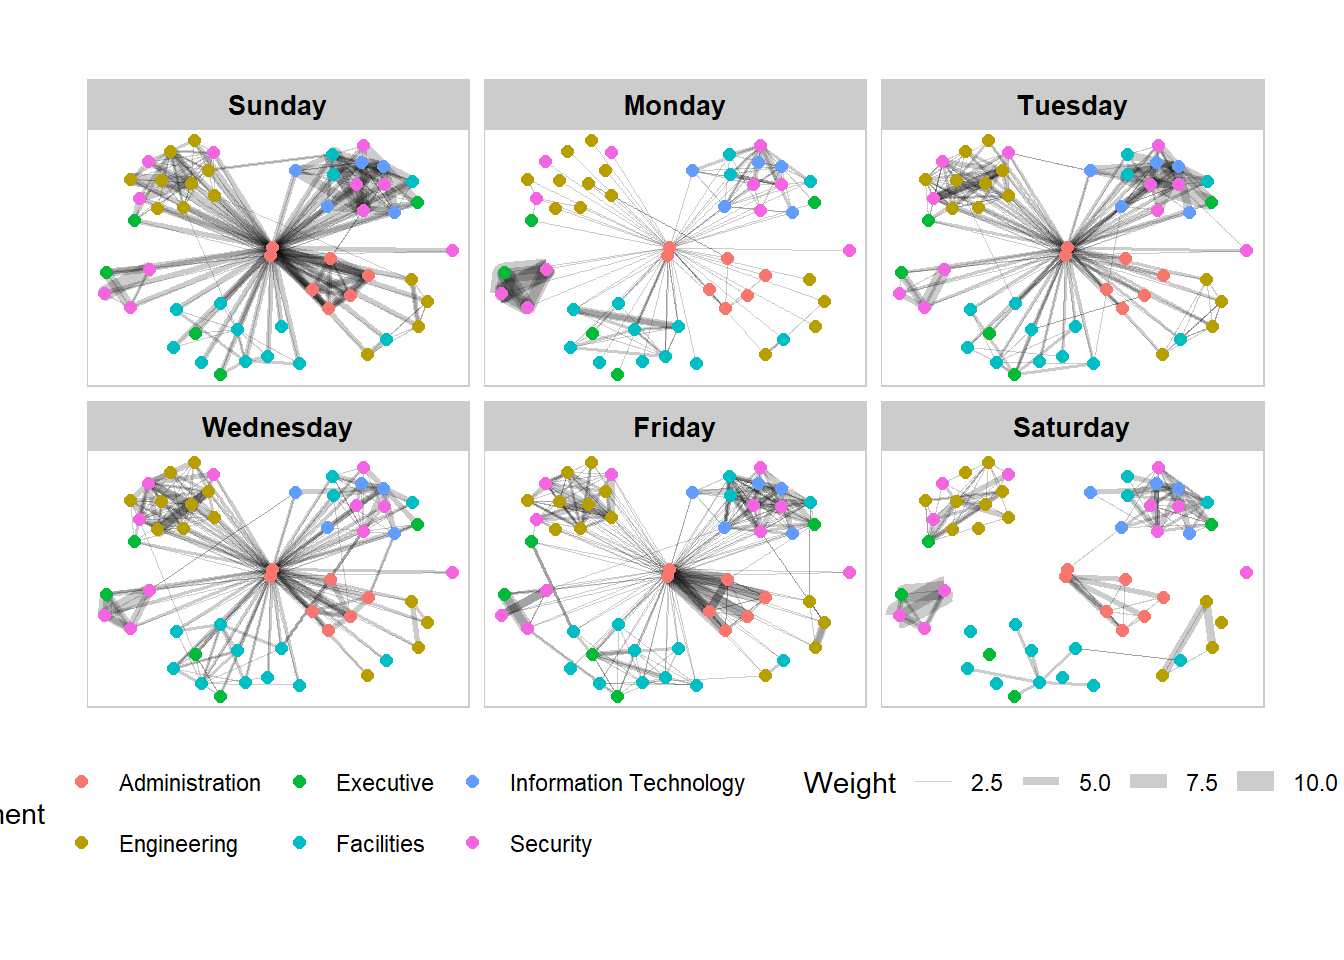 Sunday
Monday
Tuesday
Wednesday
Friday
Saturday
Administration
Executive
Information Technology
Weight
2.5
5.0
7.5
10.0
Engineering
Facilities
Security